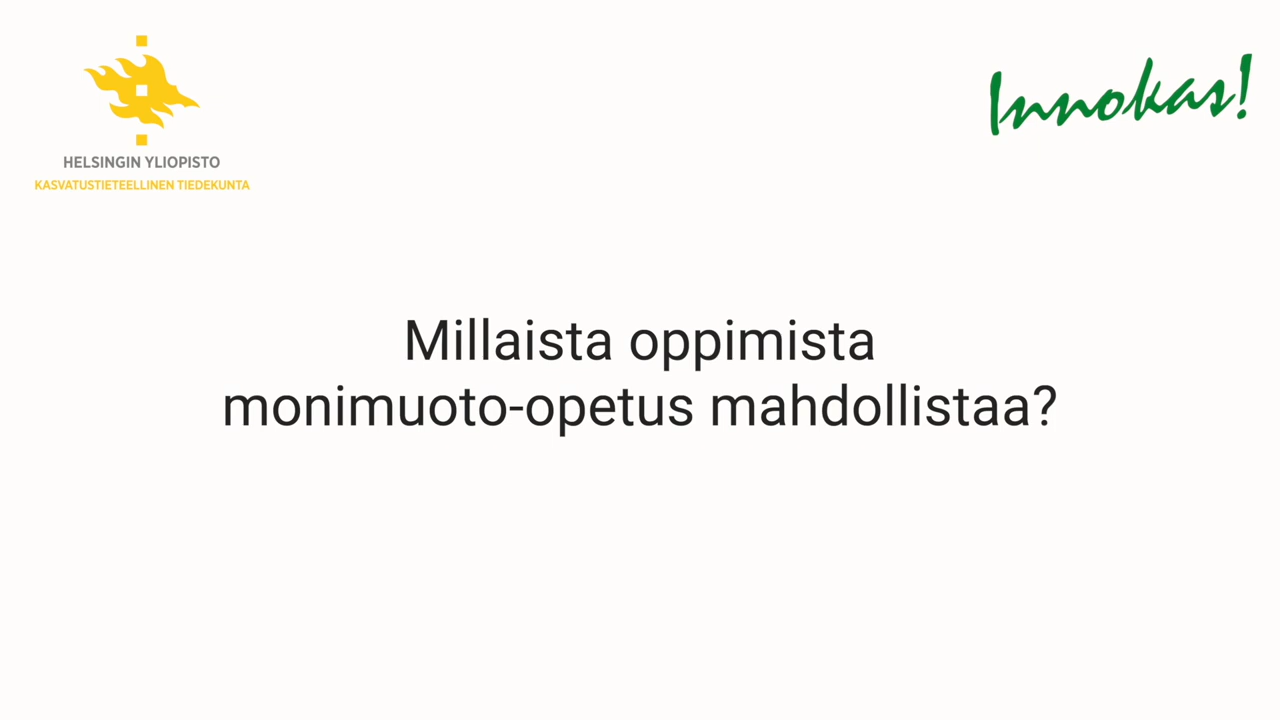 HELSINGIN YLIOPISTO
KASVATUSTIETEELLINEN TIEDEKUNTA
Innokas!
Millaista oppimista
monimuoto-opetus mahdollistaa?